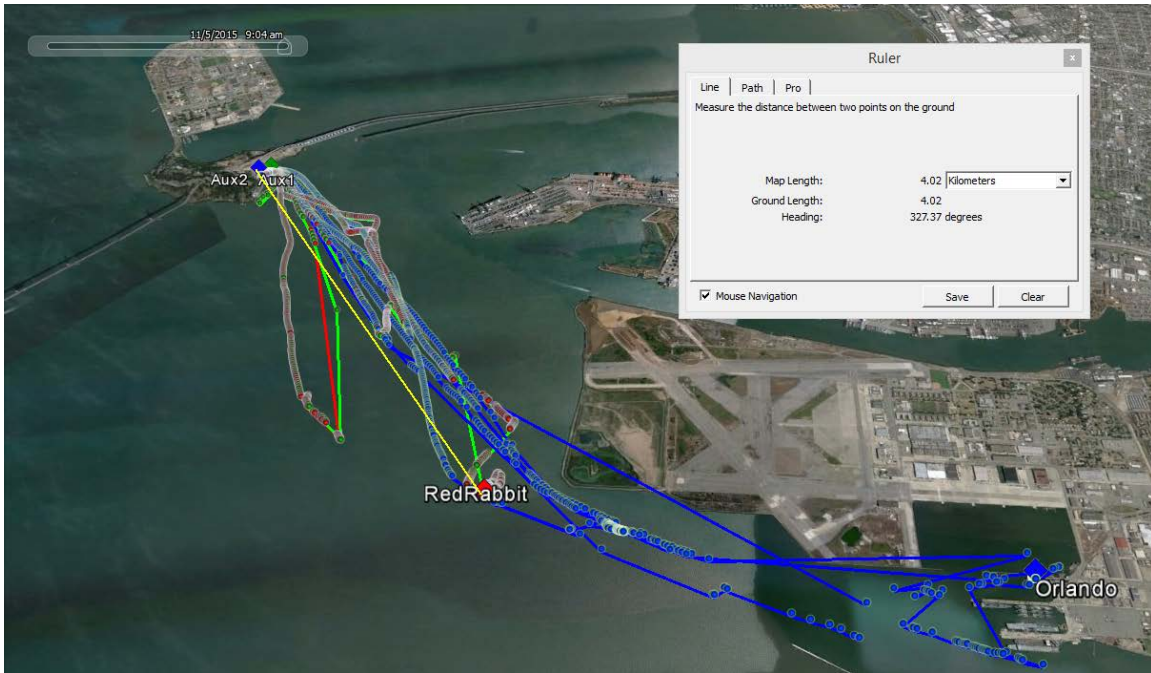 11/5/2015 9:04 am
Ruler
x
Line Path Pro
Measure the distance between two points on the ground
Map Length: 4.02 Kilometers
Ground Length: 4.02
Heading: 327.37 degrees
Mouse Navigation Save Clear
Aux2 Aux1
RedRabbit
Orlando